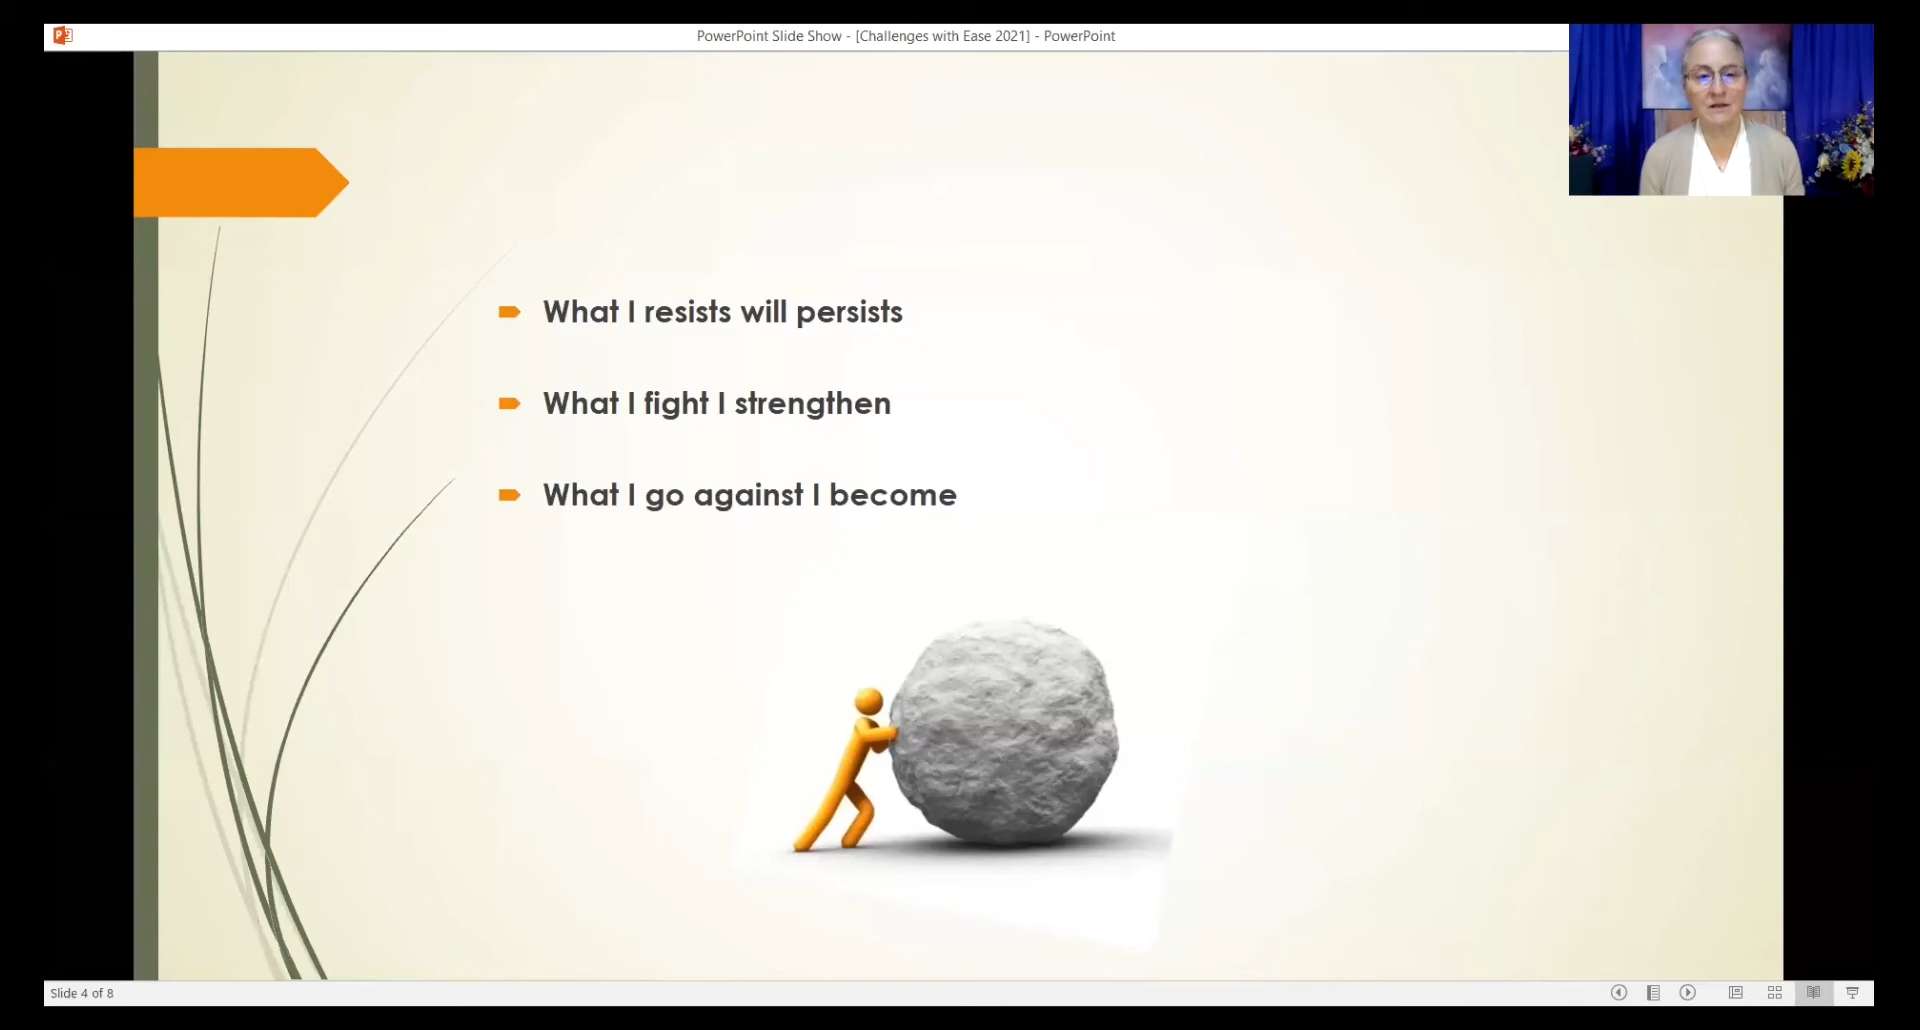 PowerPoint Slide Show - [Challenges with Ease 2021] - PowerPoint
What I resists will persists
What I fight I strengthen
What I go against I become
Slide 4 of 8